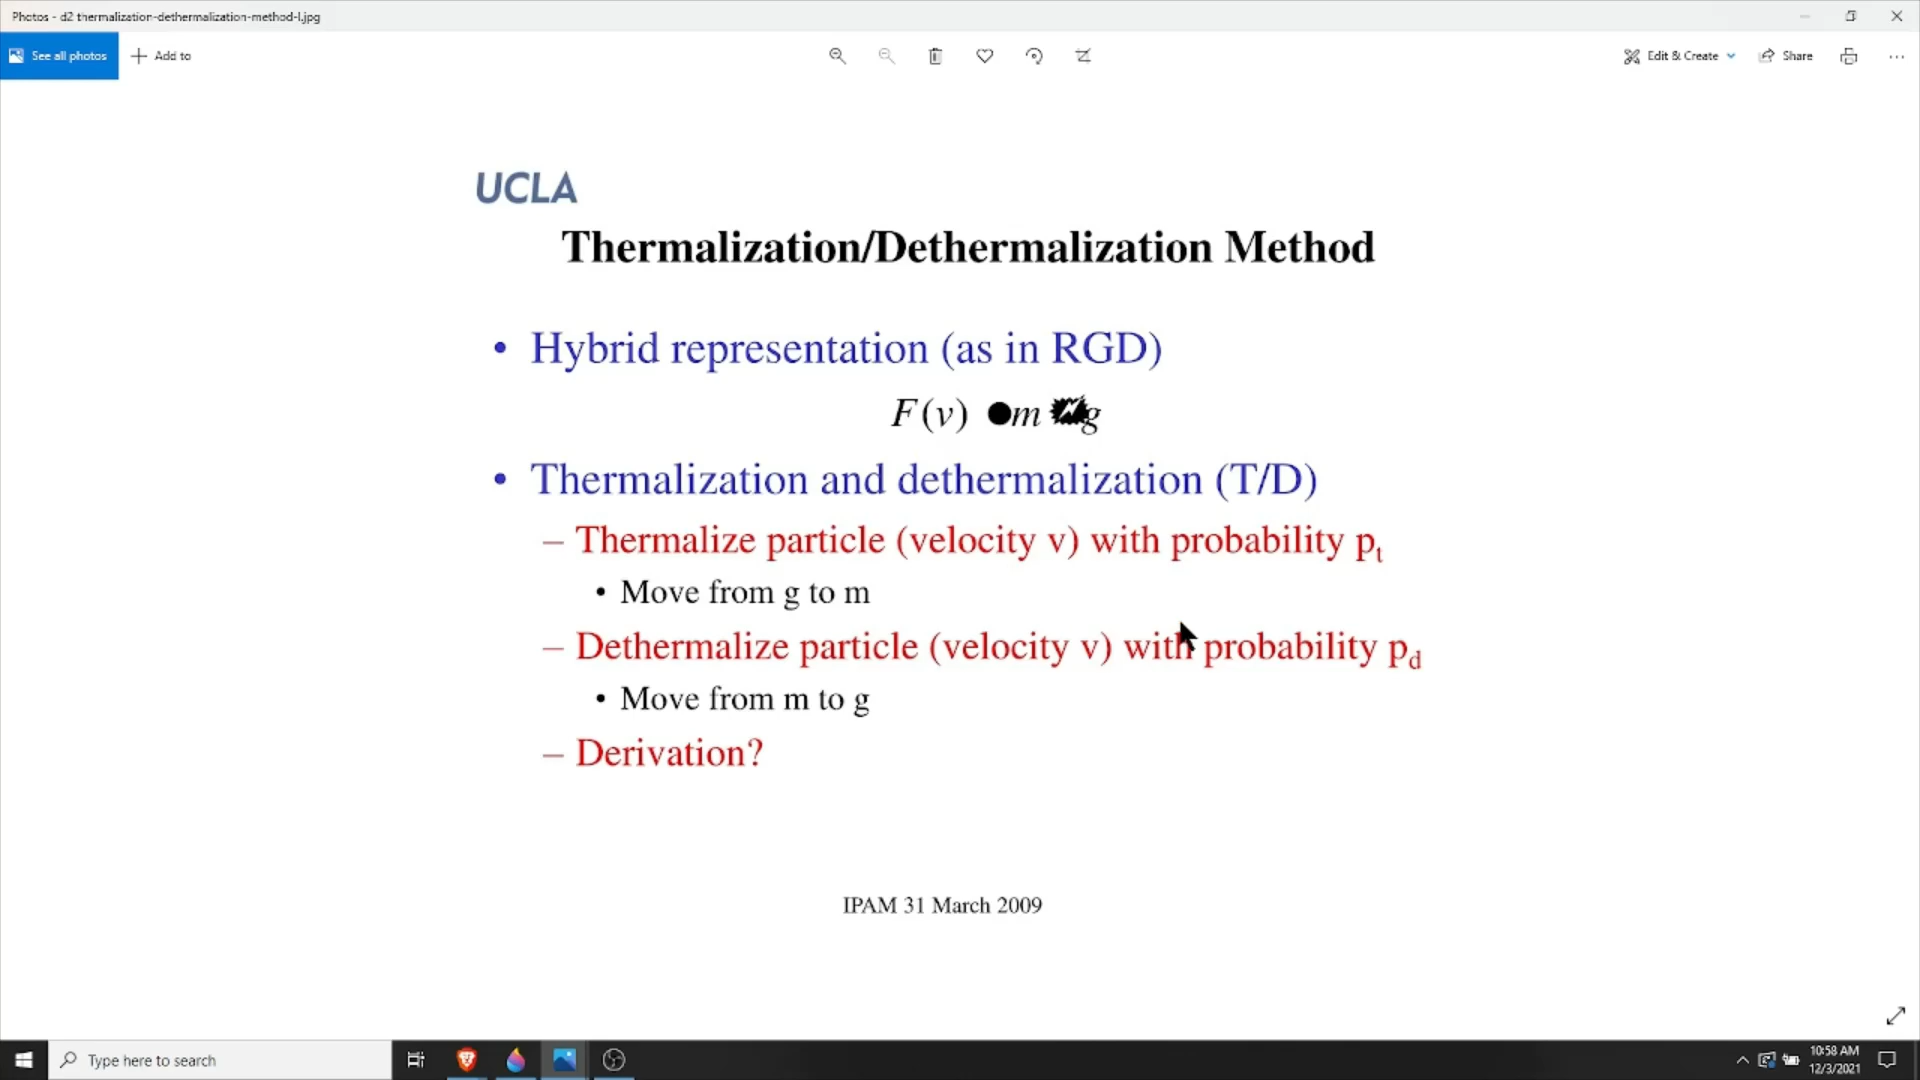 Photos - d2 thermalization-dethermalization-method-l.jpg
See all photos
Add to
Edit & Create
Share
UCLA
Thermalization/Dethermalization Method
• Hybrid representation (as in RGD)
F(v) ●m g
• Thermalization and dethermalization (T/D)
– Thermalize particle (velocity v) with probability pt
• Move from g to m
– Dethermalize particle (velocity v) with probability pd
• Move from m to g
– Derivation?
IPAM 31 March 2009
Type here to search
10:58 AM
12/3/2021